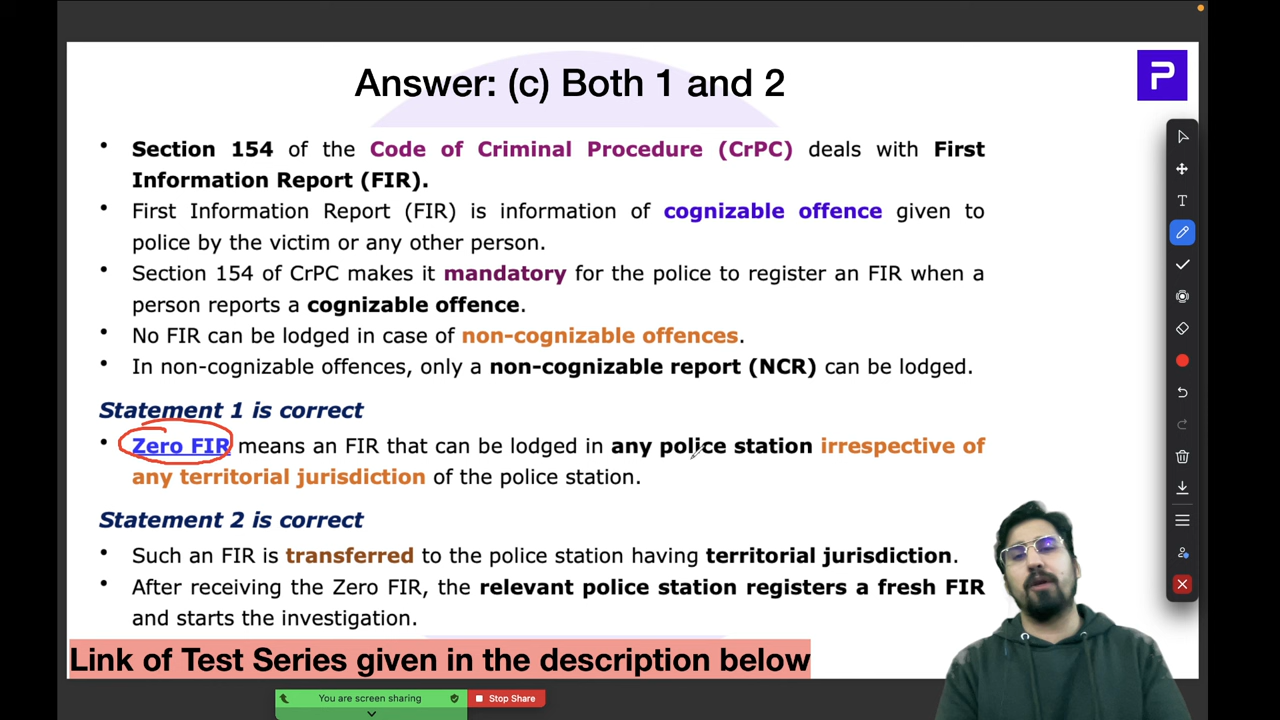 Answer: (c) Both 1 and 2
P
• Section 154 of the Code of Criminal Procedure (CrPC) deals with First
Information Report (FIR).
• First Information Report (FIR) is information of cognizable offence given to
police by the victim or any other person.
• Section 154 of CrPC makes it mandatory for the police to register an FIR when a
person reports a cognizable offence.
• No FIR can be lodged in case of non-cognizable offences.
• In non-cognizable offences, only a non-cognizable report (NCR) can be lodged.
Statement 1 is correct
• Zero FIR means an FIR that can be lodged in any police station irrespective of
any territorial jurisdiction of the police station.
Statement 2 is correct
• Such an FIR is transferred to the police station having territorial jurisdiction.
• After receiving the Zero FIR, the relevant police station registers a fresh FIR
and starts the investigation.
Link of Test Series given in the description below
You are screen sharing
Stop Share
T